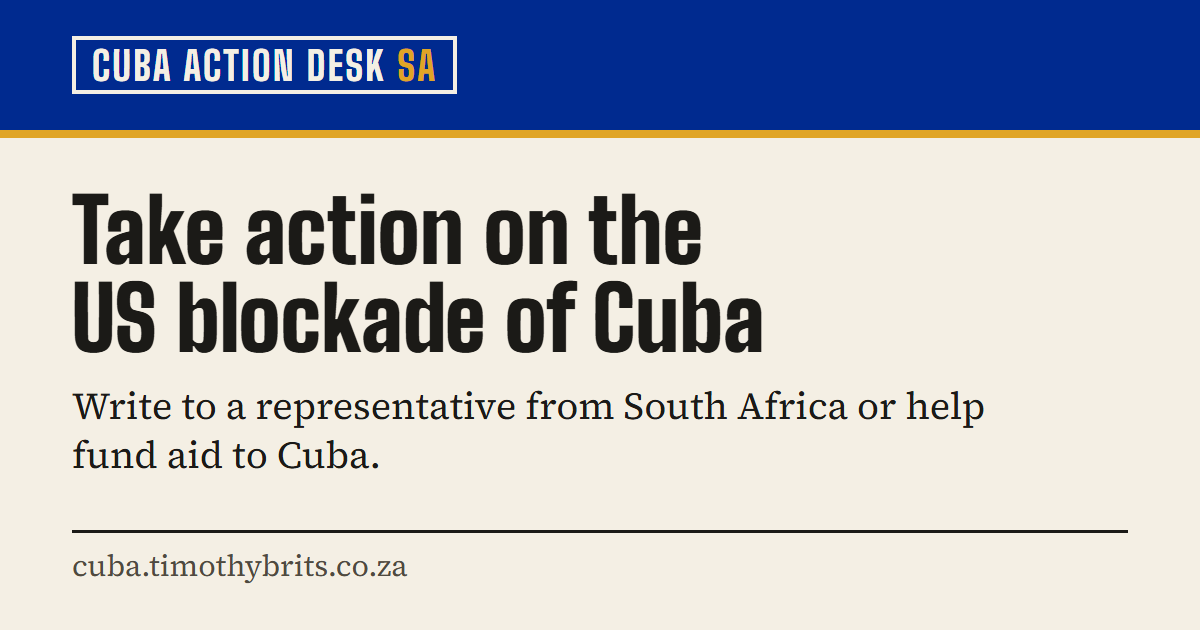 CUBA ACTION DESK SA
Take action on the
US blockade of Cuba
Write to a representative from South Africa or help
fund aid to Cuba.
cuba.timothybrits.co.za